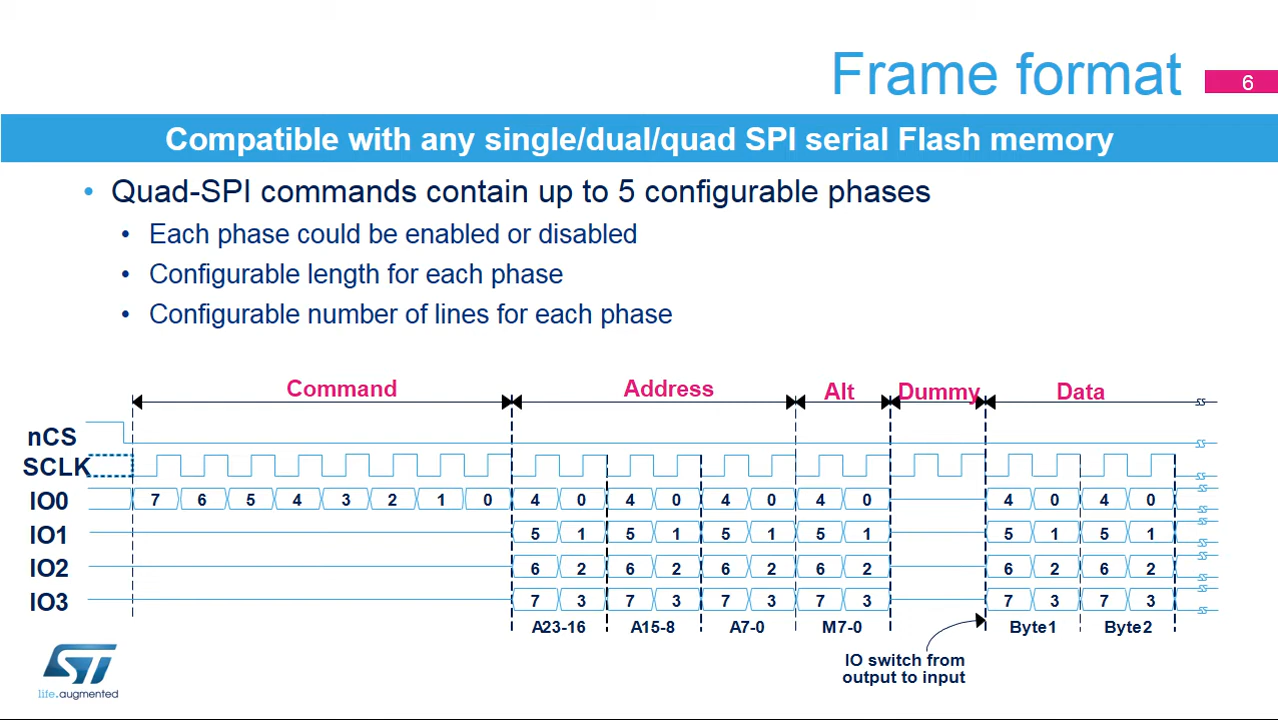 Frame format
6
Compatible with any single/dual/quad SPI serial Flash memory
• Quad-SPI commands contain up to 5 configurable phases
• Each phase could be enabled or disabled
• Configurable length for each phase
• Configurable number of lines for each phase
Command Address Alt Dummy Data
nCS
SCLK
IO0 7 6 5 4 3 2 1 0 4 0 4 0 4 0 4 0 4 0 4 0
IO1 5 1 5 1 5 1 5 1 5 1 5 1
IO2 6 2 6 2 6 2 6 2 6 2 6 2
IO3 7 3 7 3 7 3 7 3 7 3 7 3
A23-16 A15-8 A7-0 M7-0 Byte1 Byte2
IO switch from
output to input
ST
life.augmented